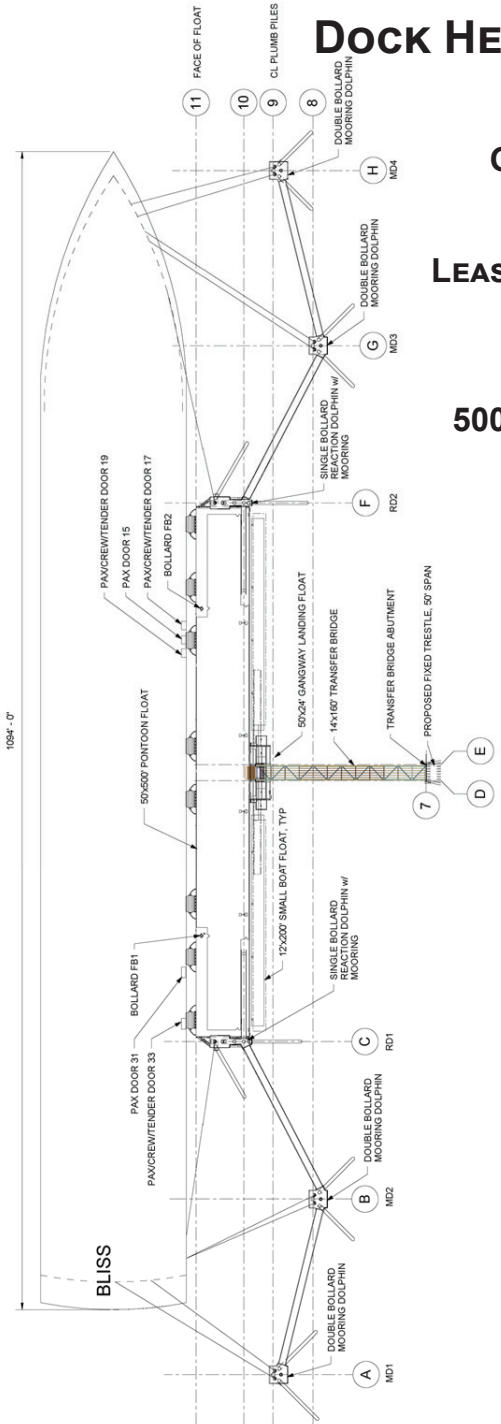 DOCK HE
C
LEAS
500
1094' - 0"
BLISS
11
FACE OF FLOAT
10
9
CL PLUMB PILES
8
PAX/CREW/TENDER DOOR 19
PAX DOOR 15
PAX/CREW/TENDER DOOR 17
BOLLARD FB2
50'x500' PONTOON FLOAT
BOLLARD FB1
PAX DOOR 31
PAX/CREW/TENDER DOOR 33
DOUBLE BOLLARD
MOORING DOLPHIN
H
MD4
DOUBLE BOLLARD
MOORING DOLPHIN
G
MD3
SINGLE BOLLARD
REACTION DOLPHIN w/
MOORING
F
RD2
50'x24' GANGWAY LANDING FLOAT
14'x160' TRANSFER BRIDGE
TRANSFER BRIDGE ABUTMENT
PROPOSED FIXED TRESTLE, 50' SPAN
7
E
D
12'x200' SMALL BOAT FLOAT, TYP
SINGLE BOLLARD
REACTION DOLPHIN w/
MOORING
C
RD1
DOUBLE BOLLARD
MOORING DOLPHIN
B
MD2
DOUBLE BOLLARD
MOORING DOLPHIN
A
MD1